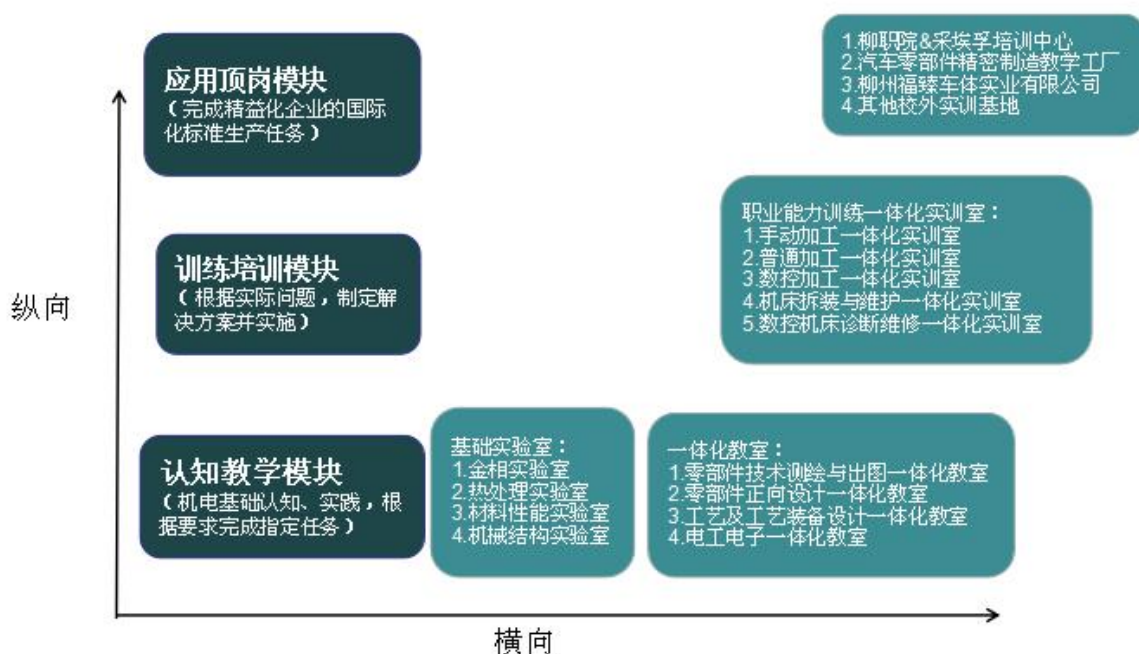 应用顶岗模块
（完成精益化企业的国际
化标准生产任务）
1.柳职院&采埃孚培训中心
2.汽车零部件精密制造教学工厂
3.柳州福臻车体实业有限公司
4.其他校外实训基地
纵向
训练培训模块
（根据实际问题，制定解
决方案并实施）
职业能力训练一体化实训室：
1.手动加工一体化实训室
2.普通加工一体化实训室
3.数控加工一体化实训室
4.机床拆装与维护一体化实训室
5.数控机床诊断维修一体化实训室
认知教学模块
（机电基础认知、实践，根
据要求完成指定任务）
基础实验室：
1.金相实验室
2.热处理实验室
3.材料性能实验室
4.机械结构实验室
一体化教室：
1.零部件技术测绘与出图一体化教室
2.零部件正向设计一体化教室
3.工艺及工艺装备设计一体化教室
4.电工电子一体化教室
横向